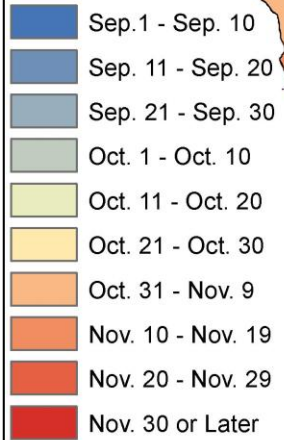 Sep.1 - Sep. 10
Sep. 11 - Sep. 20
Sep. 21 - Sep. 30
Oct. 1 - Oct. 10
Oct. 11 - Oct. 20
Oct. 21 - Oct. 30
Oct. 31 - Nov. 9
Nov. 10 - Nov. 19
Nov. 20 - Nov. 29
Nov. 30 or Later